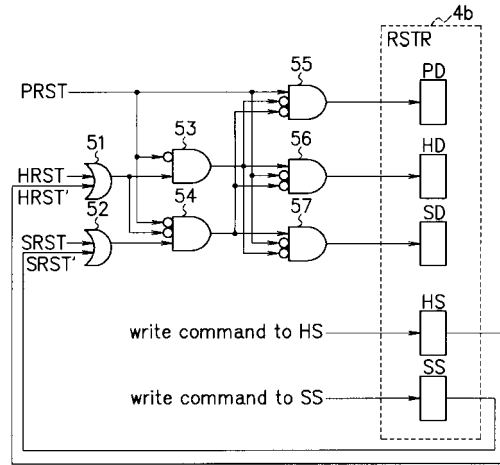 4b
RSTR
55
PD
PRST
51
53
56
HD
HRST
HRST'
54
52
57
SD
SRST
SRST'
HS
write command to HS
SS
write command to SS